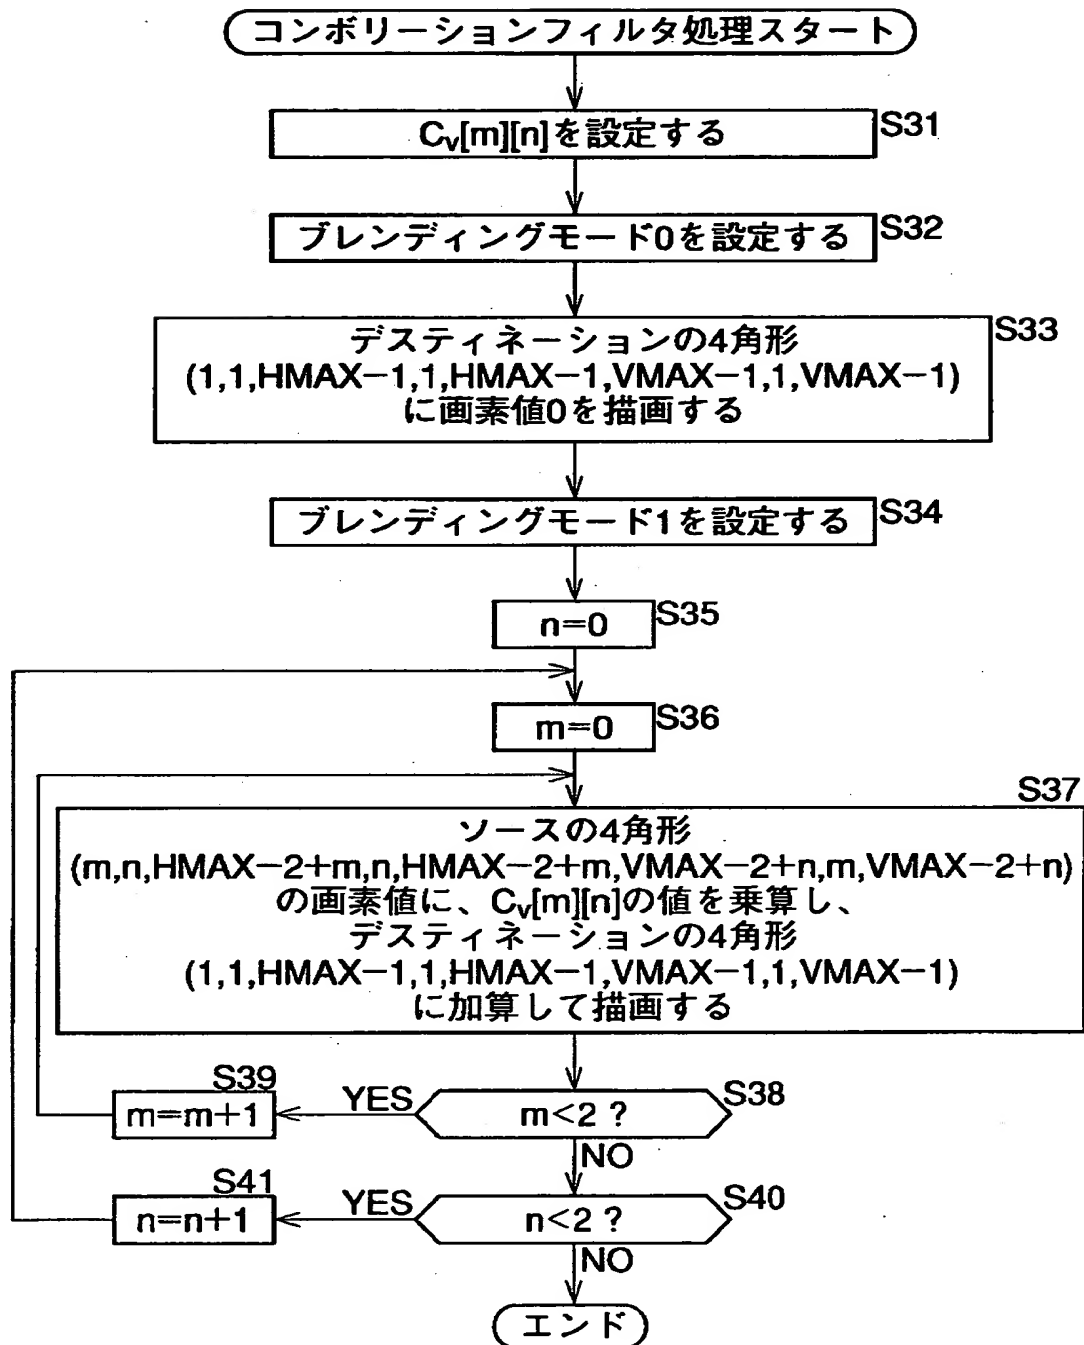 コンボリーションフィルタ処理スタート
S31
Cv[m][n]を設定する
S32
ブレンディングモード0を設定する
S33
デスティネーションの4角形
(1,1,HMAX−1,1,HMAX−1,VMAX−1,1,VMAX−1)
に画素値0を描画する
S34
ブレンディングモード1を設定する
S35
n=0
S36
m=0
S37
ソースの4角形
(m,n,HMAX−2+m,n,HMAX−2+m,VMAX−2+n,m,VMAX−2+n)
の画素値に、Cv[m][n]の値を乗算し、
デスティネーションの4角形
(1,1,HMAX−1,1,HMAX−1,VMAX−1,1,VMAX−1)
に加算して描画する
S39
m=m+1
YES
m<2 ?
S38
NO
S41
n=n+1
YES
n<2 ?
S40
NO
エンド